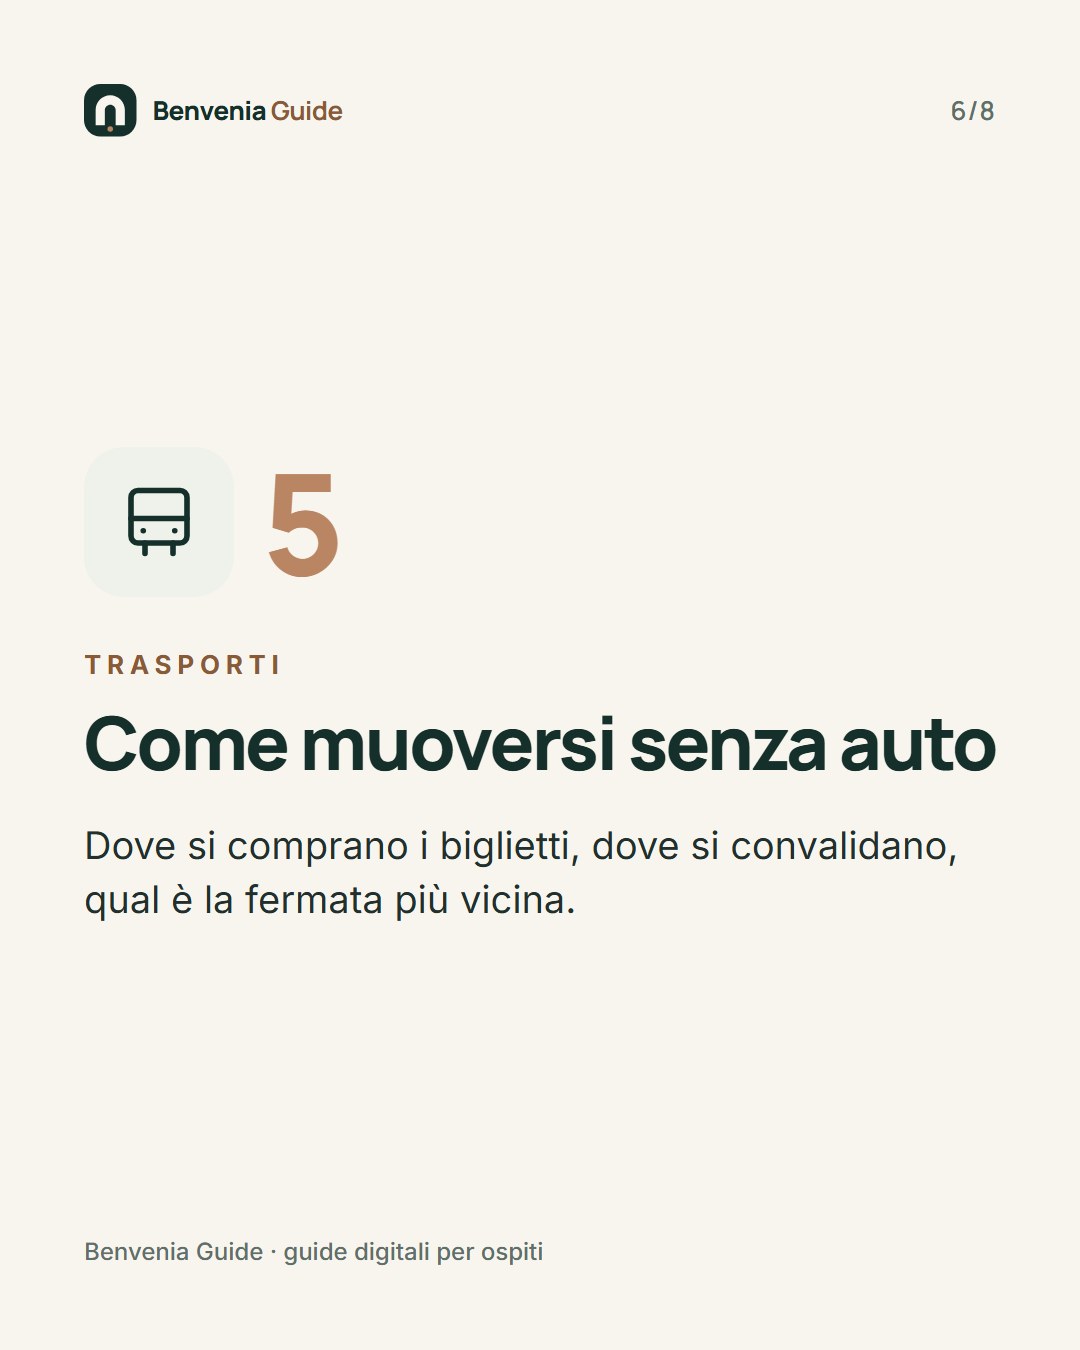 Benvenia Guide
6/8
5
TRASPORTI
Come muoversi senza auto
Dove si comprano i biglietti, dove si convalidano,
qual è la fermata più vicina.
Benvenia Guide · guide digitali per ospiti